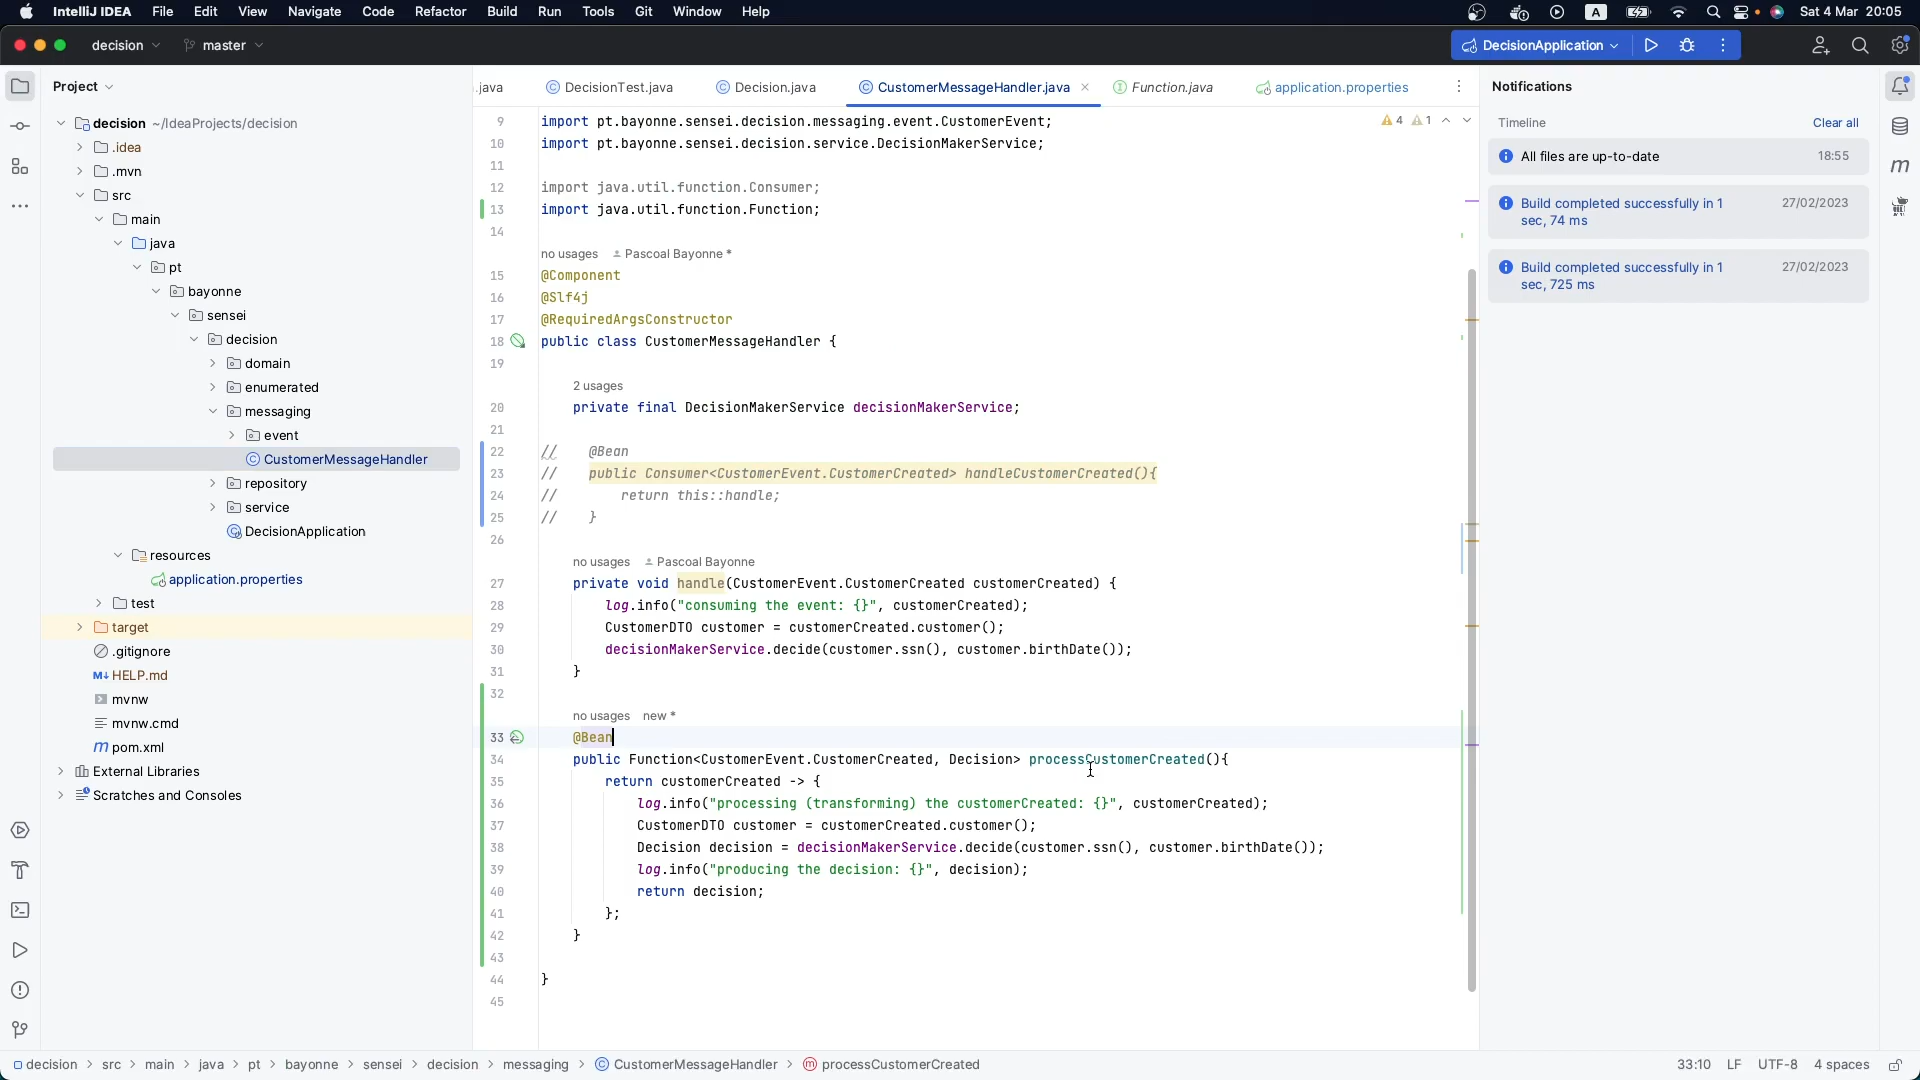 IntelliJ IDEA File Edit View Navigate Code Refactor Build Run Tools Git Window Help A Sat 4 Mar 20:05
decision master DecisionApplication
Project
decision ~/IdeaProjects/decision
.idea
.mvn
src
main
java
pt
bayonne
sensei
decision
domain
enumerated
messaging
event
CustomerMessageHandler
repository
service
DecisionApplication
resources
application.properties
test
target
.gitignore
M↓ HELP.md
mvnw
mvnw.cmd
m pom.xml
External Libraries
Scratches and Consoles
.java DecisionTest.java Decision.java CustomerMessageHandler.java Function.java application.properties
4 1
9 import pt.bayonne.sensei.decision.messaging.event.CustomerEvent;
10 import pt.bayonne.sensei.decision.service.DecisionMakerService;
11
12 import java.util.function.Consumer;
13 import java.util.function.Function;
14
no usages Pascoal Bayonne *
15 @Component
16 @Slf4j
17 @RequiredArgsConstructor
18 public class CustomerMessageHandler {
19
2 usages
20 private final DecisionMakerService decisionMakerService;
21
22 // @Bean
23 // public Consumer<CustomerEvent.CustomerCreated> handleCustomerCreated(){
24 // return this::handle;
25 // }
26
no usages Pascoal Bayonne
27 private void handle(CustomerEvent.CustomerCreated customerCreated) {
28 log.info("consuming the event: {}", customerCreated);
29 CustomerDTO customer = customerCreated.customer();
30 decisionMakerService.decide(customer.ssn(), customer.birthDate());
31 }
32
no usages new *
33 @Bean
34 public Function<CustomerEvent.CustomerCreated, Decision> processCustomerCreated(){
35 return customerCreated -> {
36 log.info("processing (transforming) the customerCreated: {}", customerCreated);
37 CustomerDTO customer = customerCreated.customer();
38 Decision decision = decisionMakerService.decide(customer.ssn(), customer.birthDate());
39 log.info("producing the decision: {}", decision);
40 return decision;
41 };
42 }
43
44 }
45
Notifications
Timeline Clear all
All files are up-to-date 18:55
Build completed successfully in 1 27/02/2023
sec, 74 ms
Build completed successfully in 1 27/02/2023
sec, 725 ms
m
decision > src > main > java > pt > bayonne > sensei > decision > messaging > CustomerMessageHandler > processCustomerCreated 33:10 LF UTF-8 4 spaces